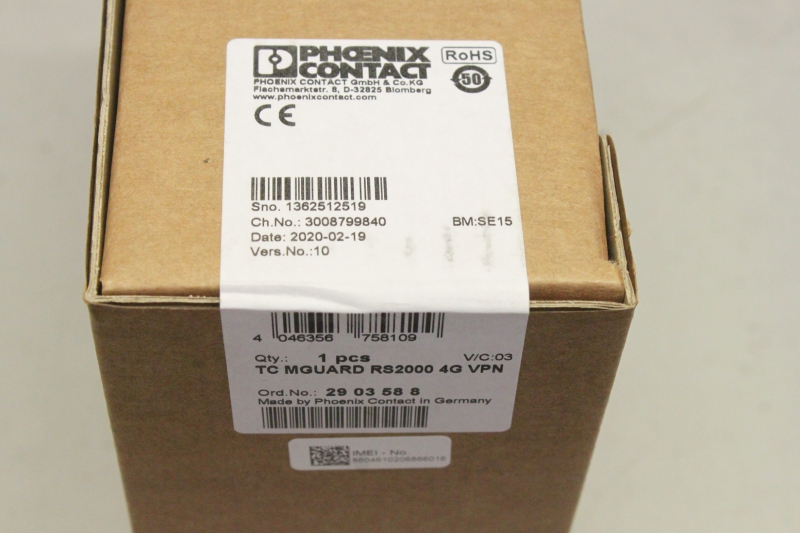 PHŒNIX
CONTACT
RoHS
50
PHOENIX CONTACT GmbH & Co.KG
Flachsmarktstr. 8, D-32825 Blomberg
www.phoenixcontact.com
CE
Sno. 1362512519
Ch.No.: 3008799840 BM:SE15
Date: 2020-02-19
Vers.No.:10
4 046356 758109
Qty.: 1 pcs V/C:03
TC MGUARD RS2000 4G VPN
Ord.No.: 29 03 58 8
Made by Phoenix Contact in Germany
IMEI - No